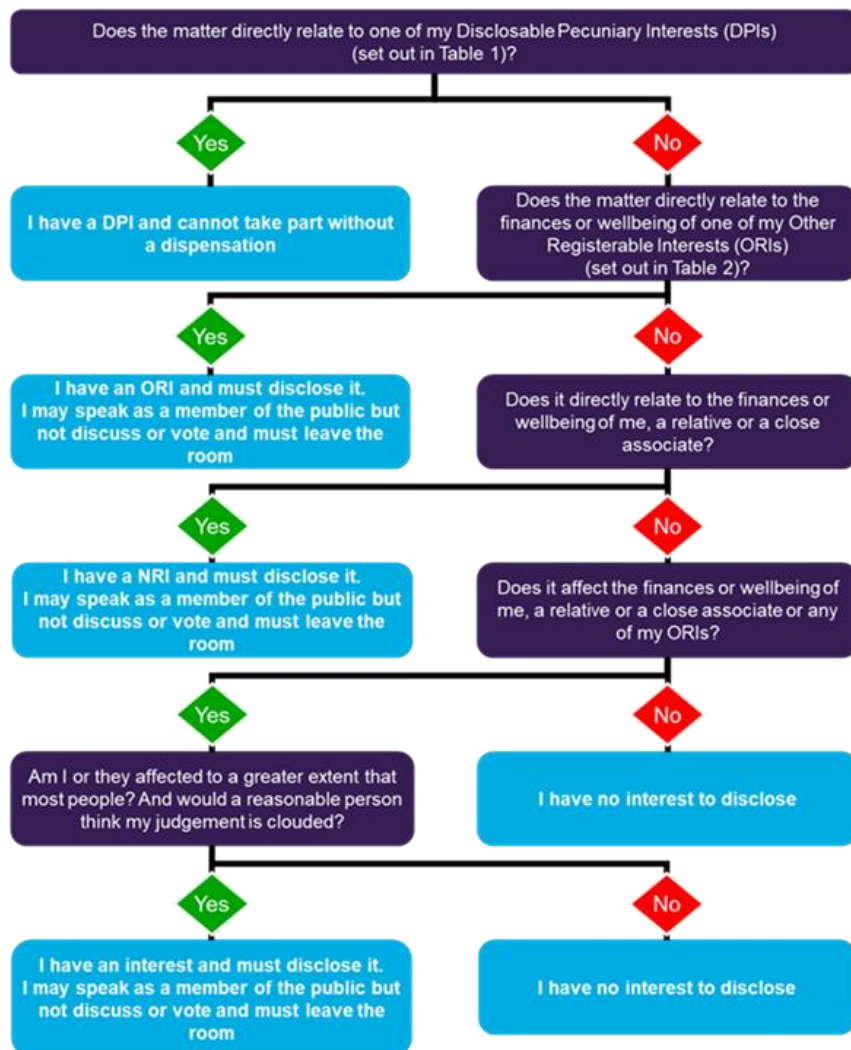 Does the matter directly relate to one of my Disclosable Pecuniary Interests (DPIs)
(set out in Table 1)?
Yes
No
I have a DPI and cannot take part without
a dispensation
Does the matter directly relate to the
finances or wellbeing of one of my Other
Registerable Interests (ORIs)
(set out in Table 2)?
Yes
No
I have an ORI and must disclose it.
I may speak as a member of the public but
not discuss or vote and must leave the
room
Does it directly relate to the finances or
wellbeing of me, a relative or a close
associate?
Yes
No
I have a NRI and must disclose it.
I may speak as a member of the public but
not discuss or vote and must leave the
room
Does it affect the finances or wellbeing of
me, a relative or a close associate or any
of my ORIs?
Yes
No
Am I or they affected to a greater extent that
most people? And would a reasonable person
think my judgement is clouded?
I have no interest to disclose
Yes
No
I have an interest and must disclose it.
I may speak as a member of the public but
not discuss or vote and must leave the
room
I have no interest to disclose